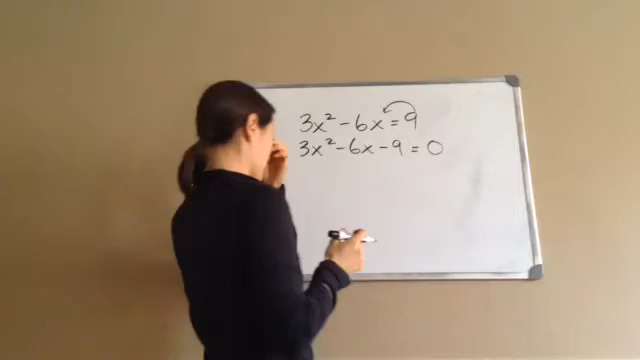 3x² - 6x = 9
3x² - 6x - 9 = 0